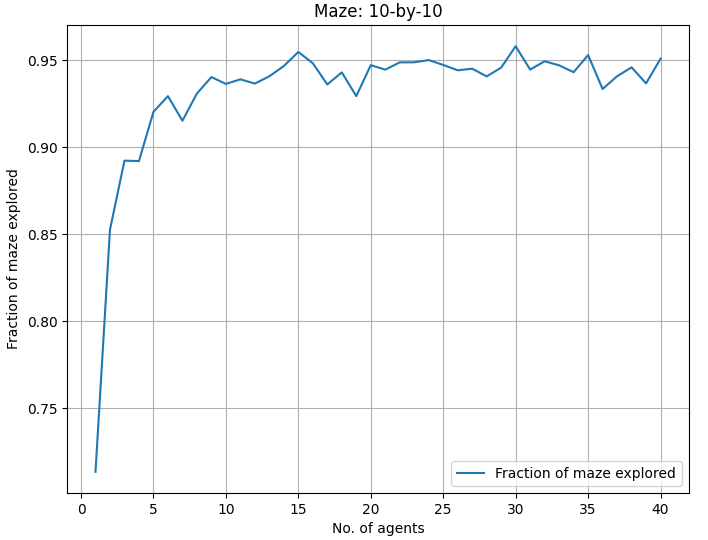 Maze: 10-by-10
0.95
0.90
0.85
0.80
0.75
Fraction of maze explored
Fraction of maze explored
0 5 10 15 20 25 30 35 40
No. of agents